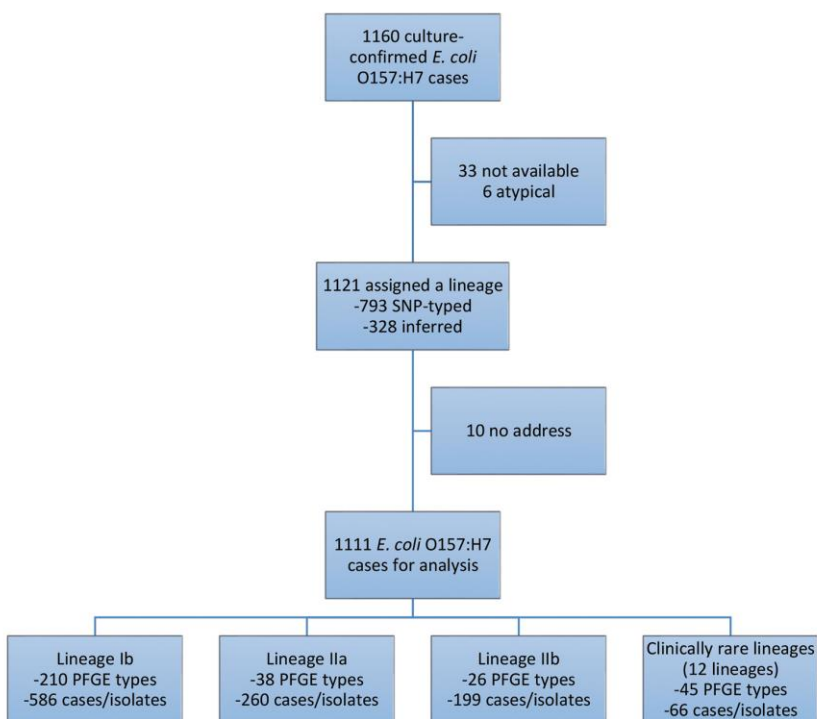 1160 culture-
confirmed E. coli
O157:H7 cases
33 not available
6 atypical
1121 assigned a lineage
-793 SNP-typed
-328 inferred
10 no address
1111 E. coli O157:H7
cases for analysis
Lineage Ib
-210 PFGE types
-586 cases/isolates
Lineage IIa
-38 PFGE types
-260 cases/isolates
Lineage IIb
-26 PFGE types
-199 cases/isolates
Clinically rare lineages
(12 lineages)
-45 PFGE types
-66 cases/isolates